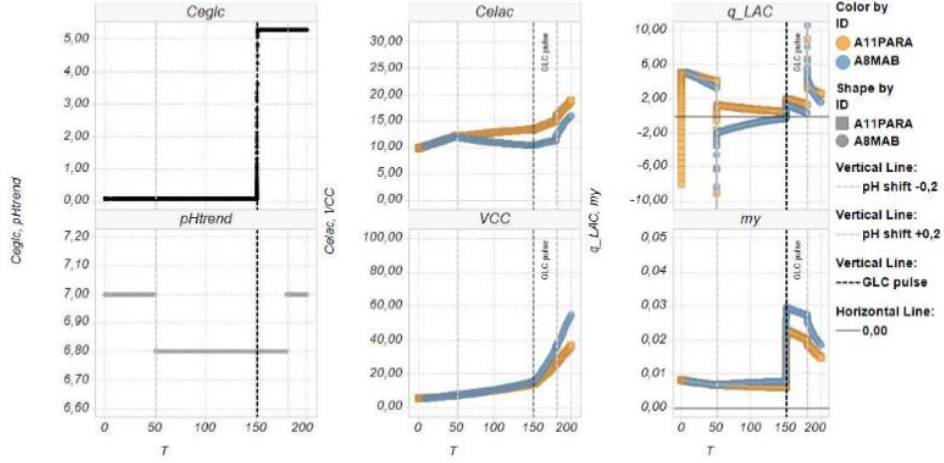 Ceglc
Celac
q_LAC
5,00
4,00
3,00
2,00
1,00
0,00
30,00
25,00
20,00
15,00
10,00
5,00
0,00
GLC pulse
10,00
6,00
2,00
-2,00
-6,00
-10,00
GLC pulse
Ceglc, pHtrend
Celac, VCC
q_LAC, my
pHtrend
VCC
my
7,20
7,10
7,00
6,90
6,80
6,70
6,60
100,00
80,00
60,00
40,00
20,00
0,00
GLC pulse
0,05
0,04
0,03
0,02
0,01
0,00
GLC pulse
0 50 100 150 200
0 50 100 150 200
0 50 100 150 200
T
T
T
Color by
ID
A11PARA
A8MAB
Shape by
ID
A11PARA
A8MAB
Vertical Line:
pH shift -0,2
Vertical Line:
pH shift +0,2
Vertical Line:
GLC pulse
Horizontal Line:
0,00